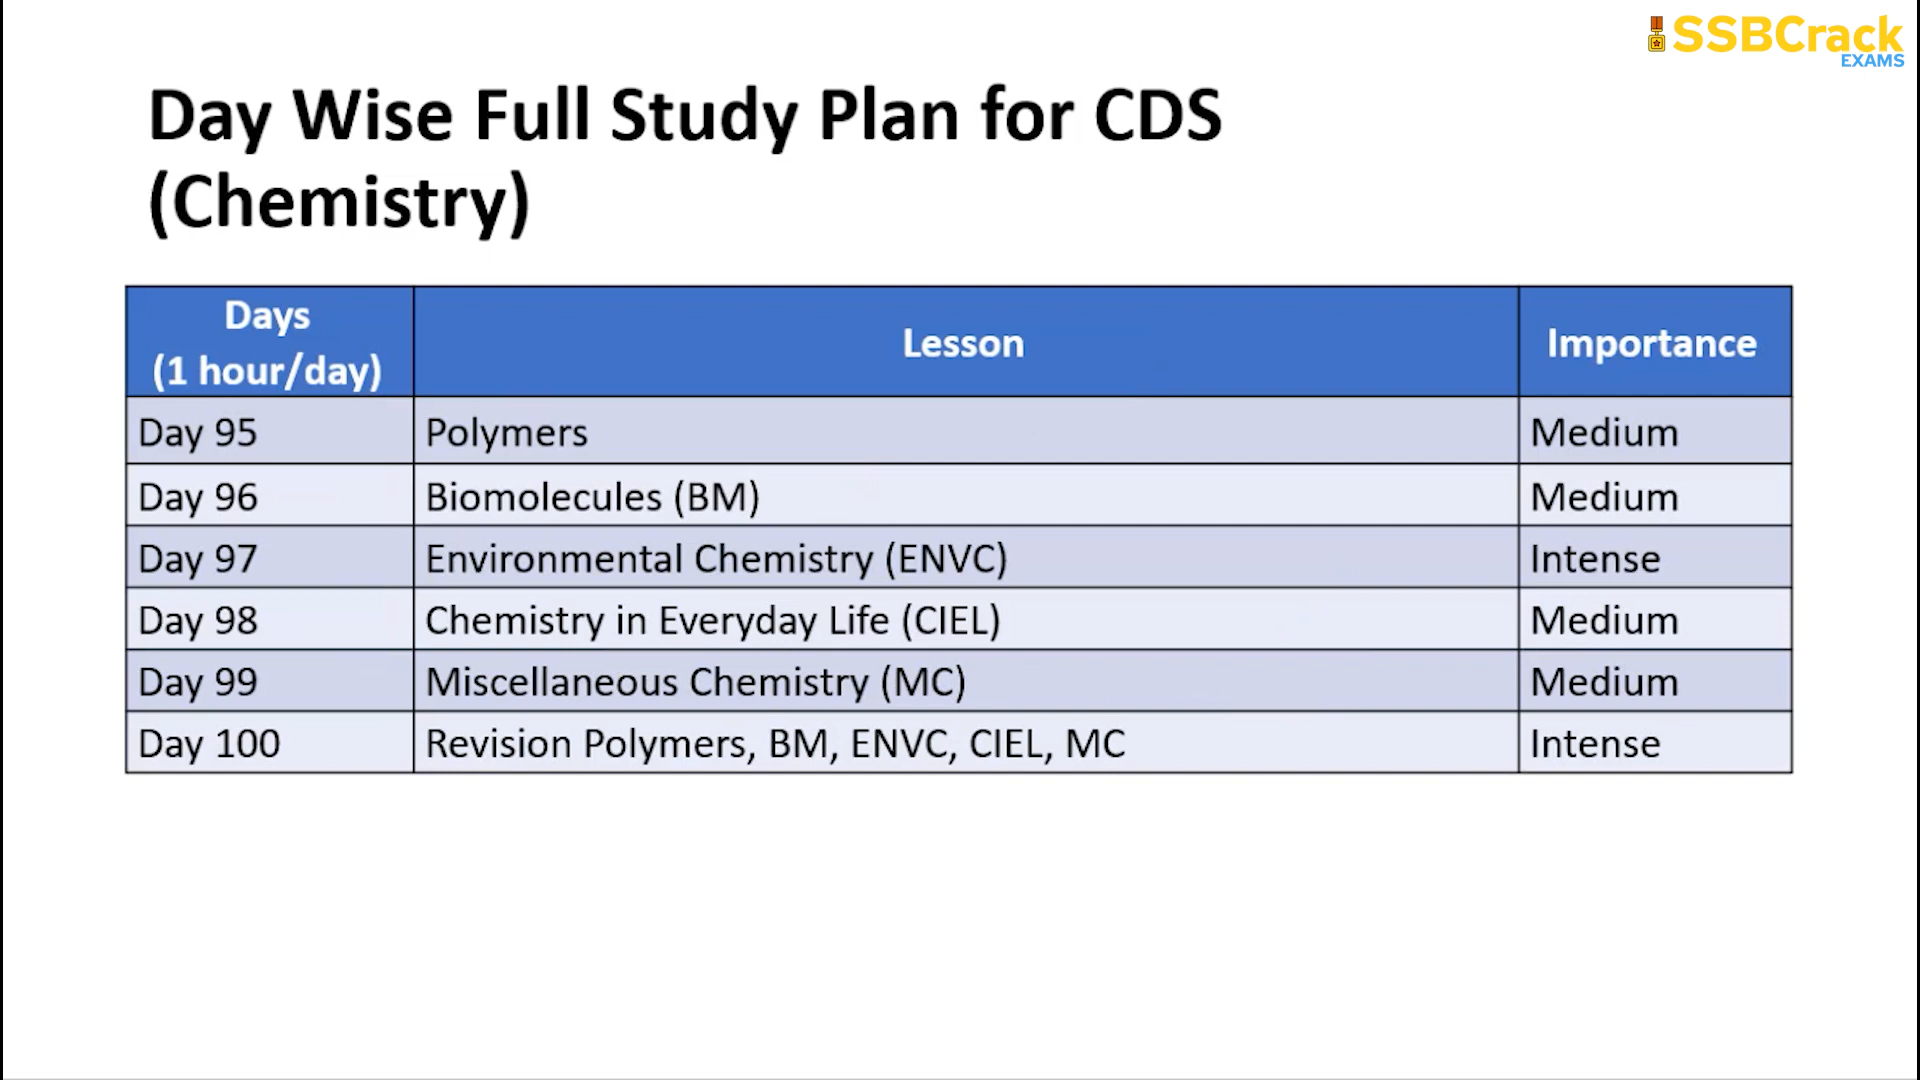 SSBCrack
EXAMS
Day Wise Full Study Plan for CDS
(Chemistry)
Days
(1 hour/day)
Lesson
Importance
Day 95
Polymers
Medium
Day 96
Biomolecules (BM)
Medium
Day 97
Environmental Chemistry (ENVC)
Intense
Day 98
Chemistry in Everyday Life (CIEL)
Medium
Day 99
Miscellaneous Chemistry (MC)
Medium
Day 100
Revision Polymers, BM, ENVC, CIEL, MC
Intense